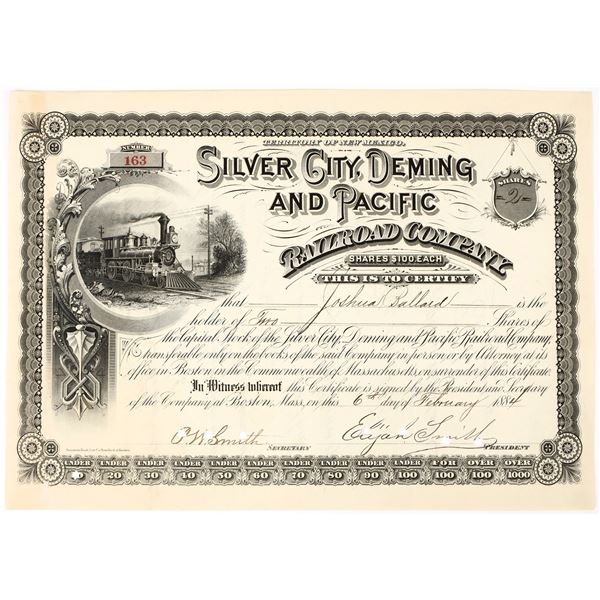 TERRITORY OF NEW MEXICO.
NUMBER
163
SILVER CITY, DEMING
AND PACIFIC
RAILROAD COMPANY
SHARES
2
SHARES $100 EACH
THIS IS TO CERTIFY
that Joshua Ballard is the
holder of Two Shares of
the Capital Stock of the Silver City, Deming and Pacific Railroad Company
transferable only on the books of the said Company in person or by Attorney at its
office in Boston in the Commonwealth of Massachusetts, on surrender of this Certificate
In Witness whereof this Certificate is signed by the President and Secretary
of the Company at Boston, Mass, on this 6th day of February 1884
E W Smith SECRETARY Elijah Smith PRESIDENT
UNDER UNDER UNDER UNDER UNDER UNDER UNDER UNDER UNDER UNDER FOR OVER OVER
20 30 40 50 60 70 80 90 100 100 100 1000